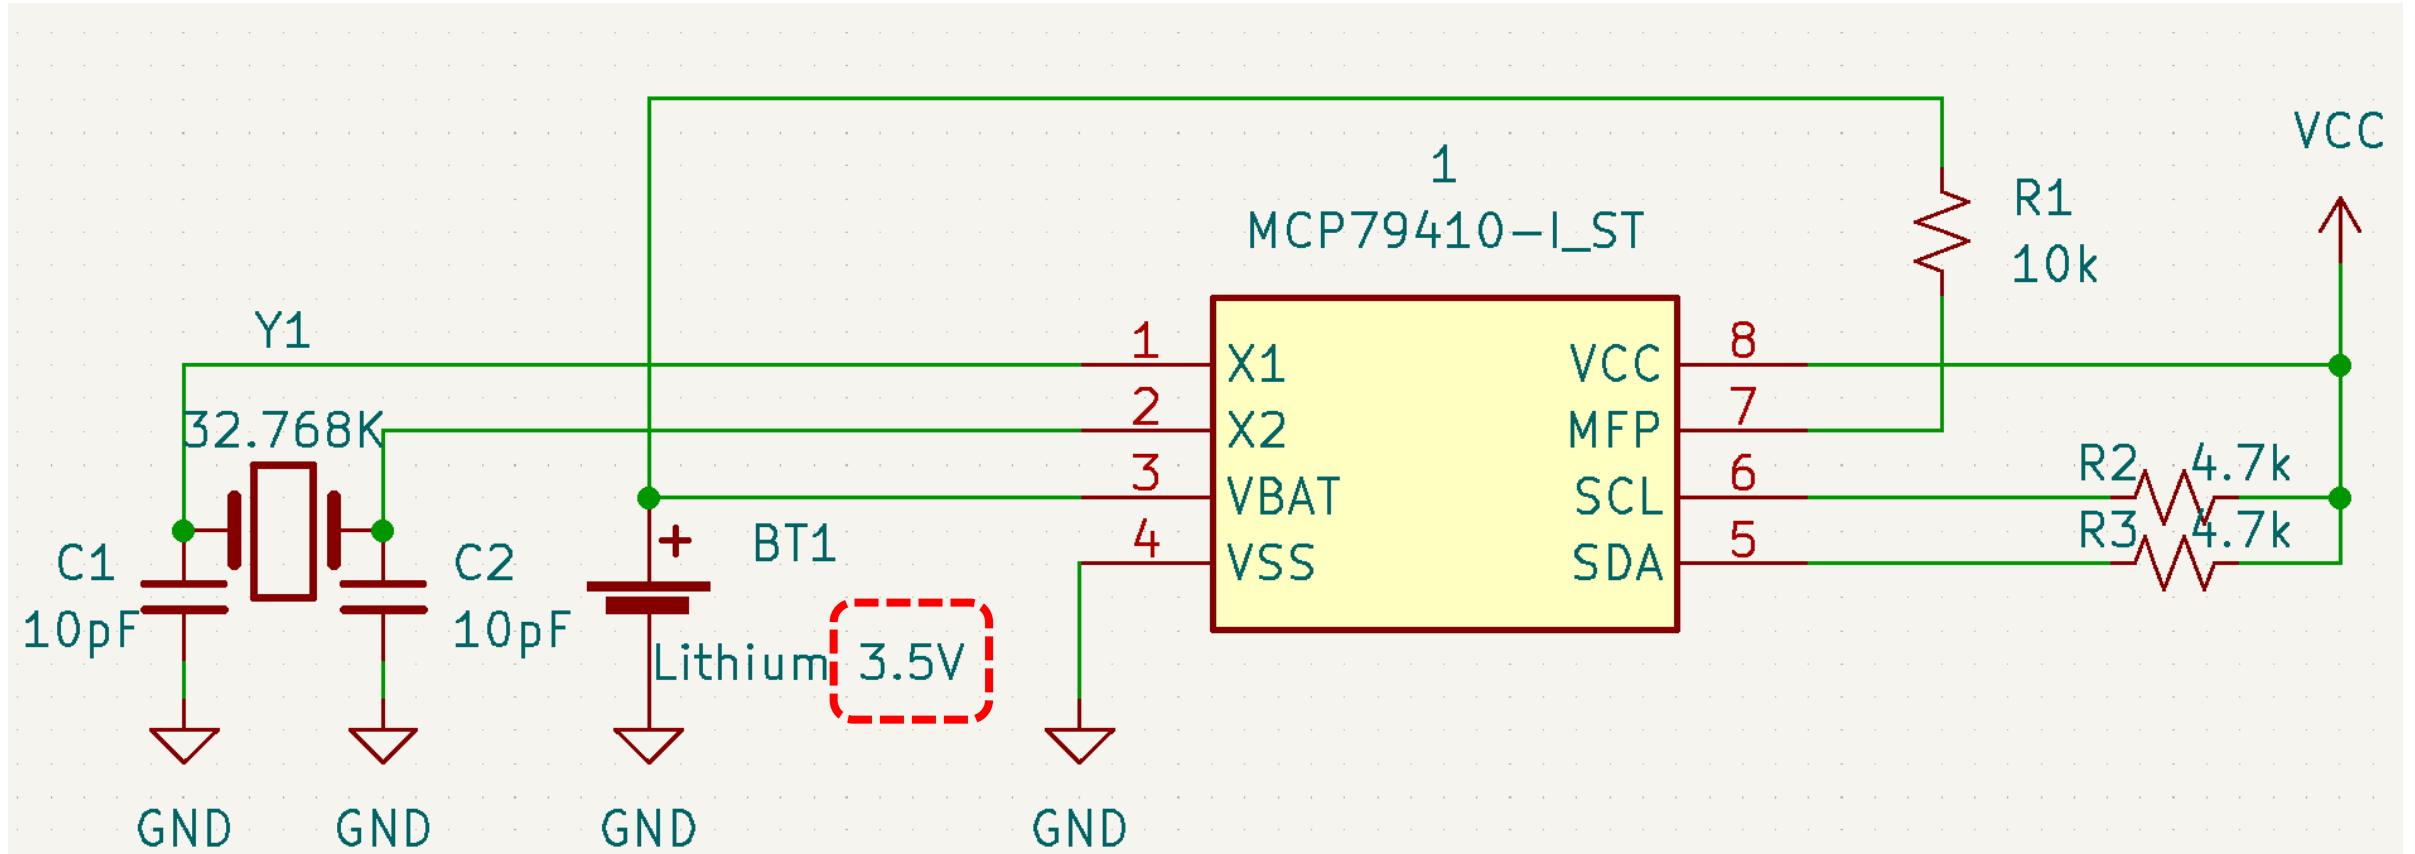 VCC
1
MCP79410-I_ST
R1
10k
Y1
32.768K
1
X1
VCC
8
2
X2
MFP
7
3
VBAT
SCL
6
R2
4.7k
4
VSS
SDA
5
R3
4.7k
C1
10pF
C2
10pF
BT1
+
Lithium 3.5V
GND
GND
GND
GND